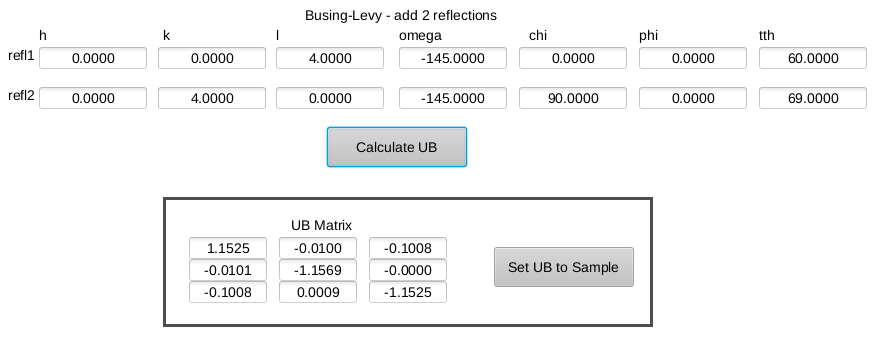 Busing-Levy - add 2 reflections
h k l omega chi phi tth
refl1 0.0000 0.0000 4.0000 -145.0000 0.0000 0.0000 60.0000
refl2 0.0000 4.0000 0.0000 -145.0000 90.0000 0.0000 69.0000
Calculate UB
UB Matrix
1.1525 -0.0100 -0.1008
-0.0101 -1.1569 -0.0000
-0.1008 0.0009 -1.1525
Set UB to Sample